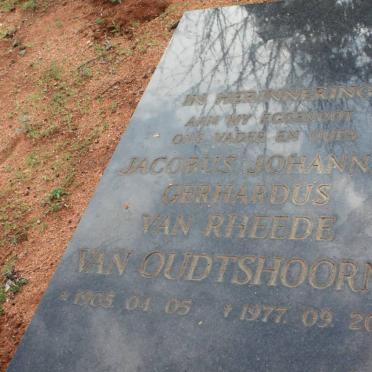 IN HERINNERING
AAN MY EGGENOOT
ONS VADER EN OUPA
JACOBUS JOHANN
GERHARDUS
VAN RHEEDE
VAN OUDTSHOORN
* 1903. 04. 05 † 1977. 09. 20